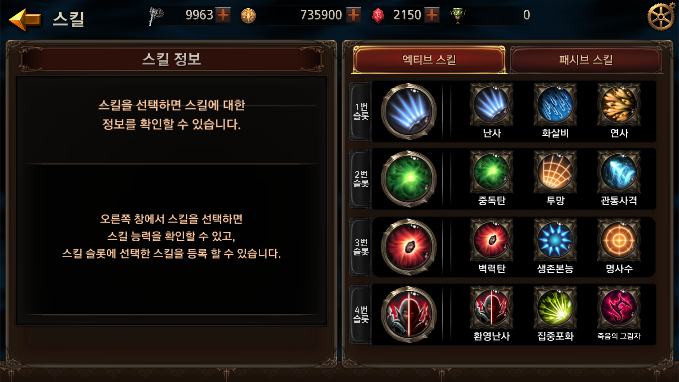 스킬
9963
735900
2150
0
스킬 정보
스킬을 선택하면 스킬에 대한
정보를 확인할 수 있습니다.
오른쪽 창에서 스킬을 선택하면
스킬 능력을 확인할 수 있고,
스킬 슬롯에 선택한 스킬을 등록 할 수 있습니다.
엑티브 스킬
패시브 스킬
1번
슬롯
난사
화살비
연사
2번
슬롯
중독탄
투망
관통사격
3번
슬롯
벽력탄
생존본능
명사수
4번
슬롯
환영난사
집중포화
죽음의 그림자